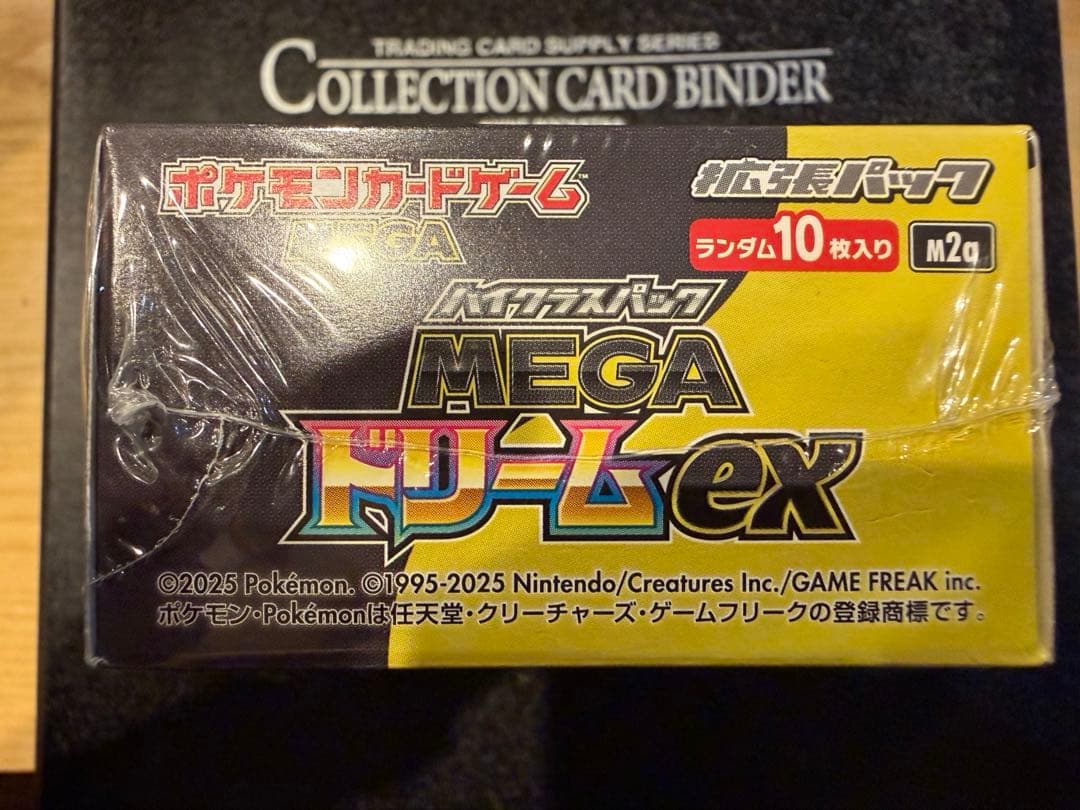 TRADING CARD SUPPLY SERIES
COLLECTION CARD BINDER
ポケモンカードゲーム™
MEGA
拡張パック
ランダム10枚入り
M2a
ハイクラスパック
MEGA
ドリームex
©2025 Pokémon. ©1995-2025 Nintendo/Creatures Inc./GAME FREAK inc.
ポケモン・Pokémonは任天堂・クリーチャーズ・ゲームフリークの登録商標です。